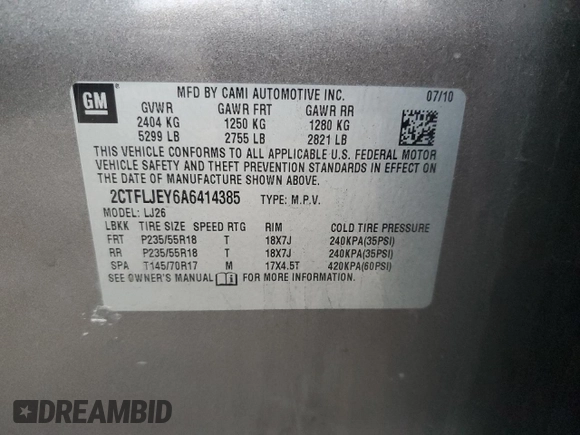 GM
MFD BY CAMI AUTOMOTIVE INC. 07/10
GVWR GAWR FRT GAWR RR
2404 KG 1250 KG 1280 KG
5299 LB 2755 LB 2821 LB
THIS VEHICLE CONFORMS TO ALL APPLICABLE U.S. FEDERAL MOTOR
VEHICLE SAFETY AND THEFT PREVENTION STANDARDS IN EFFECT ON
THE DATE OF MANUFACTURE SHOWN ABOVE.
2CTFLJEY6A6414385 TYPE: M.P.V.
MODEL: LJ26
LBKK TIRE SIZE SPEED RTG RIM COLD TIRE PRESSURE
FRT P235/55R18 T 18X7J 240KPA(35PSI)
RR P235/55R18 T 18X7J 240KPA(35PSI)
SPA T145/70R17 M 17X4.5T 420KPA(60PSI)
SEE OWNER'S MANUAL FOR MORE INFORMATION.
DREAMBID